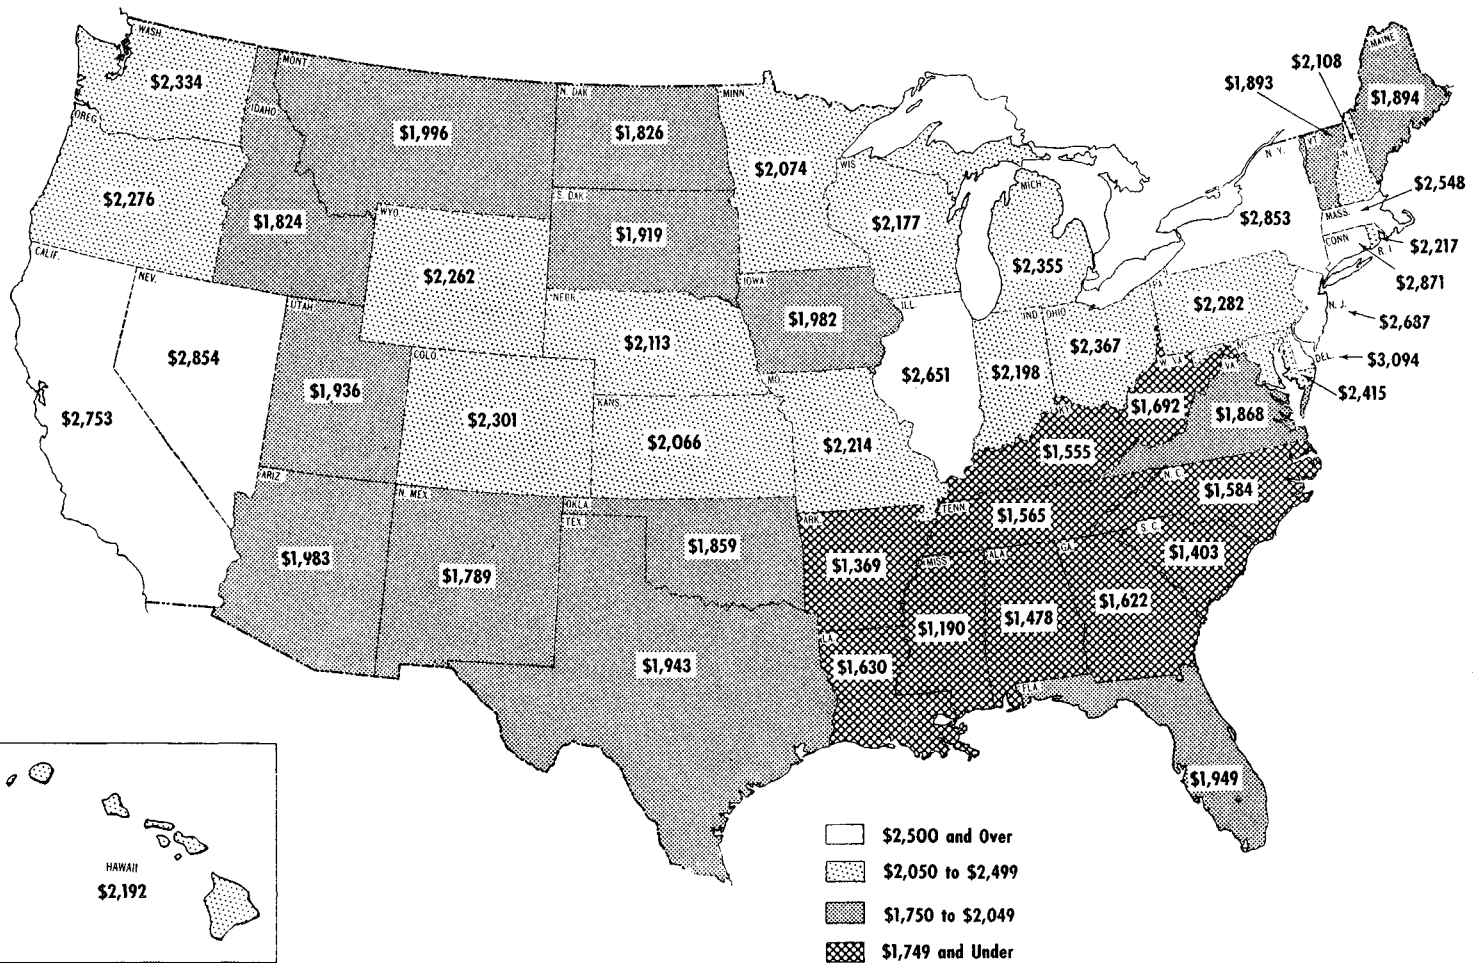 WASH.
$2,334
OREG.
$2,276
IDAHO
$1,824
MONT.
$1,996
N. DAK.
$1,826
S. DAK.
$1,919
MINN.
$2,074
WIS.
$2,177
MICH.
$2,355
WYO.
$2,262
CALIF.
$2,753
NEV.
$2,854
UTAH
$1,936
COLO.
$2,301
NEBR.
$2,113
IOWA
$1,982
KANS.
$2,066
MO.
$2,214
ILL.
$2,651
IND.
$2,198
OHIO
$2,367
KY.
$1,555
W. VA.
$1,692
VA.
$1,868
PA.
$2,282
N. Y.
$2,853
VT.
$1,893
N. H.
$2,108
MAINE
$1,894
MASS.
$2,548
R. I.
$2,217
CONN.
$2,871
N. J.
$2,687
DEL.
$3,094
$2,415
ARIZ.
$1,983
N. MEX.
$1,789
OKLA.
$1,859
TEX.
$1,943
ARK.
$1,369
LA.
$1,630
TENN.
$1,565
MISS.
$1,190
ALA.
$1,478
GA.
$1,622
N. C.
$1,584
S. C.
$1,403
FLA.
$1,949
HAWAII
$2,192
$2,500 and Over
$2,050 to $2,499
$1,750 to $2,049
$1,749 and Under